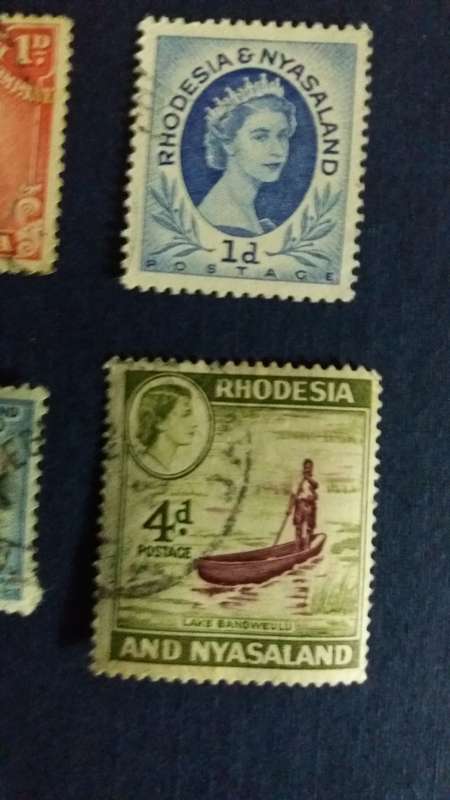 1D.
RHODESIA & NYASALAND
1d
POSTAGE
RHODESIA
4d
POSTAGE
LAKE BANGWEULU
AND NYASALAND